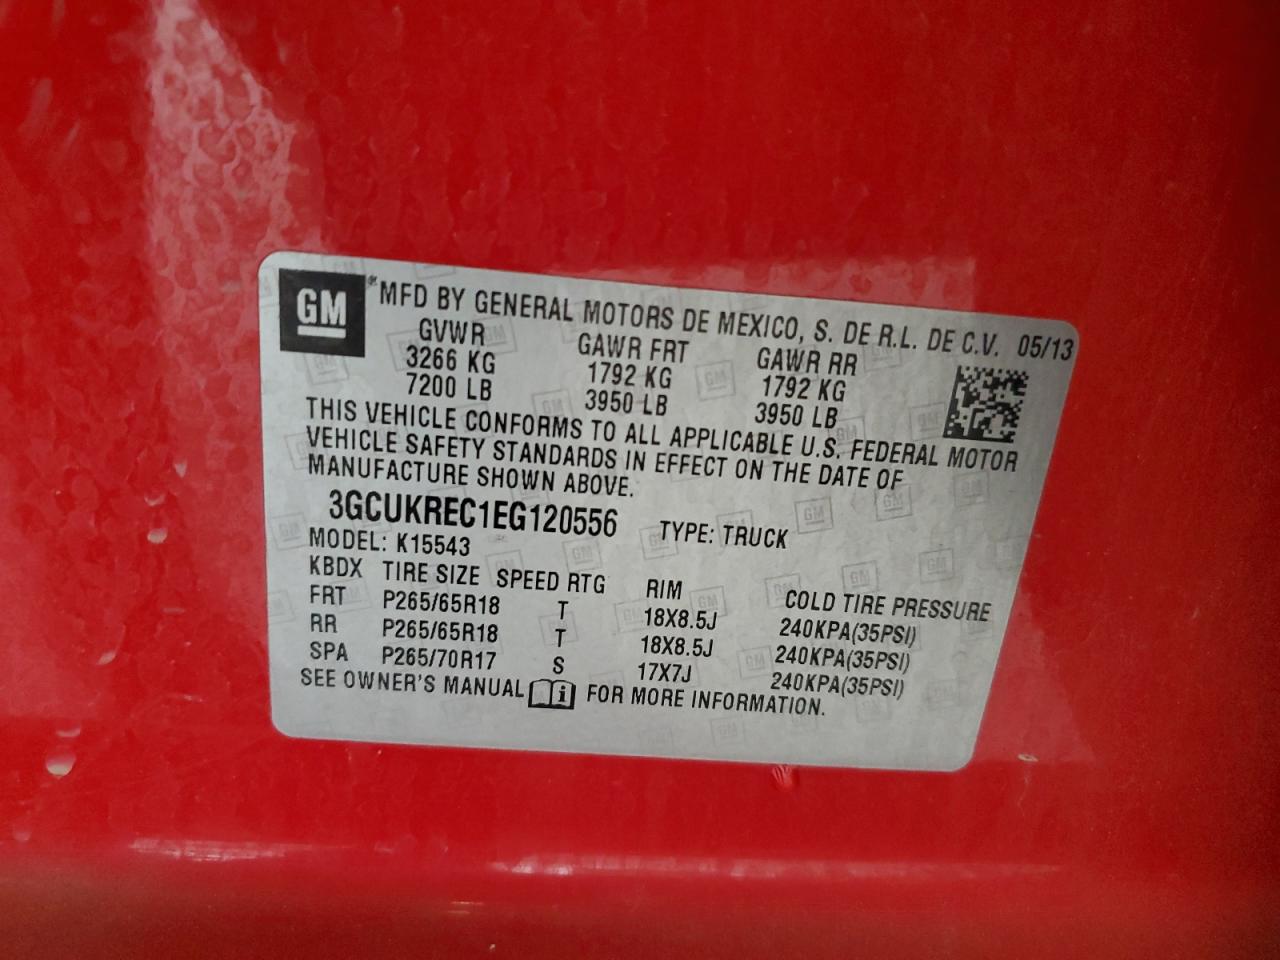 GM
MFD BY GENERAL MOTORS DE MEXICO, S. DE R.L. DE C.V. 05/13
GVWR GAWR FRT GAWR RR
3266 KG 1792 KG 1792 KG
7200 LB 3950 LB 3950 LB
THIS VEHICLE CONFORMS TO ALL APPLICABLE U.S. FEDERAL MOTOR
VEHICLE SAFETY STANDARDS IN EFFECT ON THE DATE OF
MANUFACTURE SHOWN ABOVE.
3GCUKREC1EG120556 TYPE: TRUCK
MODEL: K15543
KBDX TIRE SIZE SPEED RTG RIM COLD TIRE PRESSURE
FRT P265/65R18 T 18X8.5J 240KPA(35PSI)
RR P265/65R18 T 18X8.5J 240KPA(35PSI)
SPA P265/70R17 S 17X7J 240KPA(35PSI)
SEE OWNER'S MANUAL i FOR MORE INFORMATION.